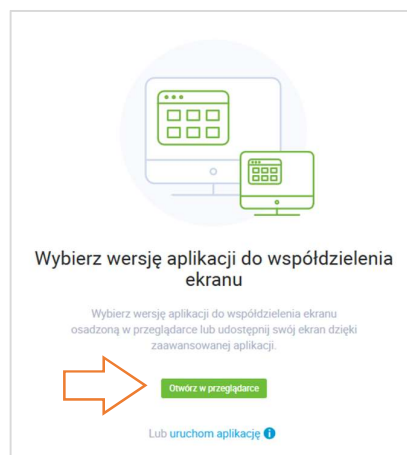 Wybierz wersję aplikacji do współdzielenia
ekranu
Wybierz wersję aplikacji do współdzielenia ekranu
osadzoną w przeglądarce lub udostępnij swój ekran dzięki
zaawansowanej aplikacji.
Otwórz w przeglądarce
Lub uruchom aplikację